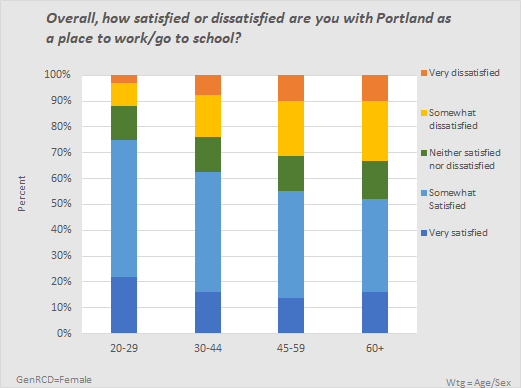 Overall, how satisfied or dissatisfied are you with Portland as
a place to work/go to school?
100%
90%
80%
70%
60%
50%
40%
30%
20%
10%
0%
Percent
20-29
30-44
45-59
60+
Very dissatisfied
Somewhat
dissatisfied
Neither satisfied
nor dissatisfied
Somewhat
Satisfied
Very satisfied
GenRCD=Female
Wtg = Age/Sex